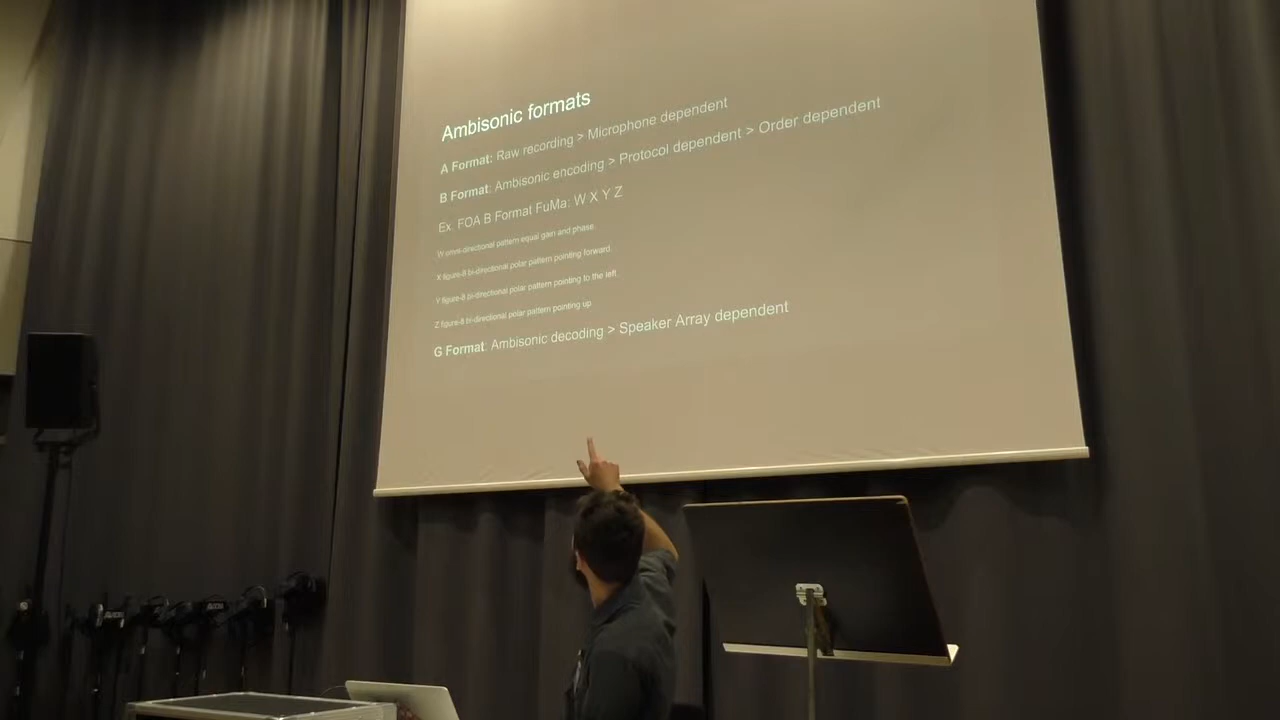 Ambisonic formats
A Format: Raw recording > Microphone dependent
B Format: Ambisonic encoding > Protocol dependent > Order dependent
Ex. FOA B Format FuMa: W X Y Z
W omni-directional pattern equal gain and phase.
X figure-8 bi-directional polar pattern pointing forward.
Y figure-8 bi-directional polar pattern pointing to the left.
Z figure-8 bi-directional polar pattern pointing up.
G Format: Ambisonic decoding > Speaker Array dependent